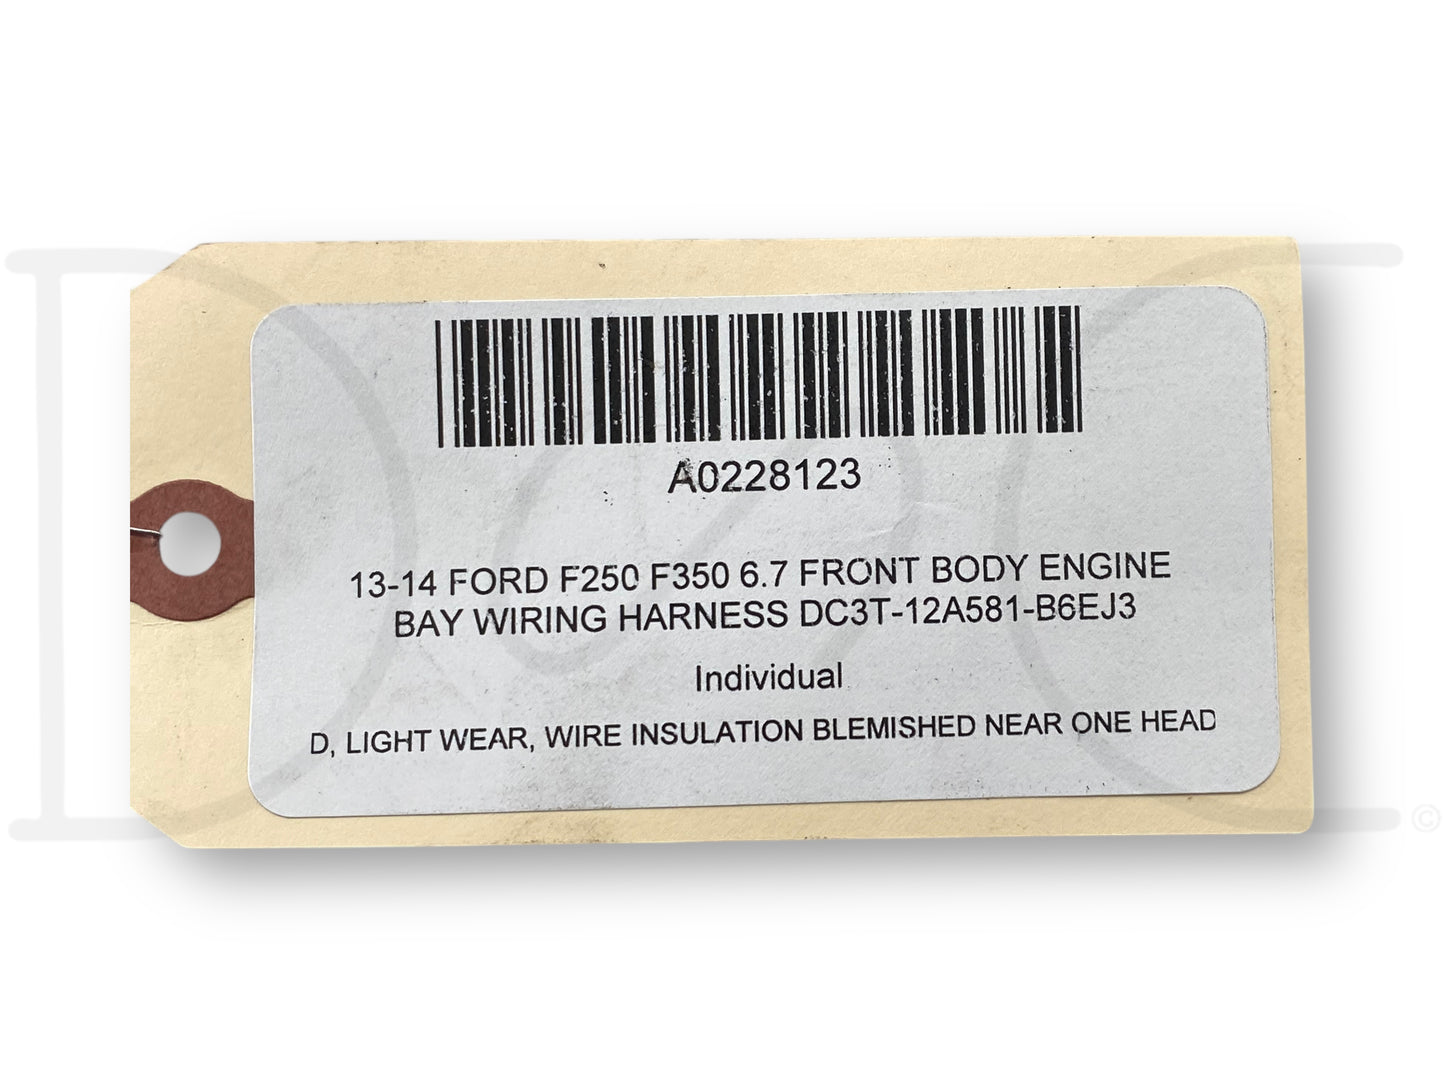 A0228123
13-14 FORD F250 F350 6.7 FRONT BODY ENGINE
BAY WIRING HARNESS DC3T-12A581-B6EJ3
Individual
D, LIGHT WEAR, WIRE INSULATION BLEMISHED NEAR ONE HEAD
©